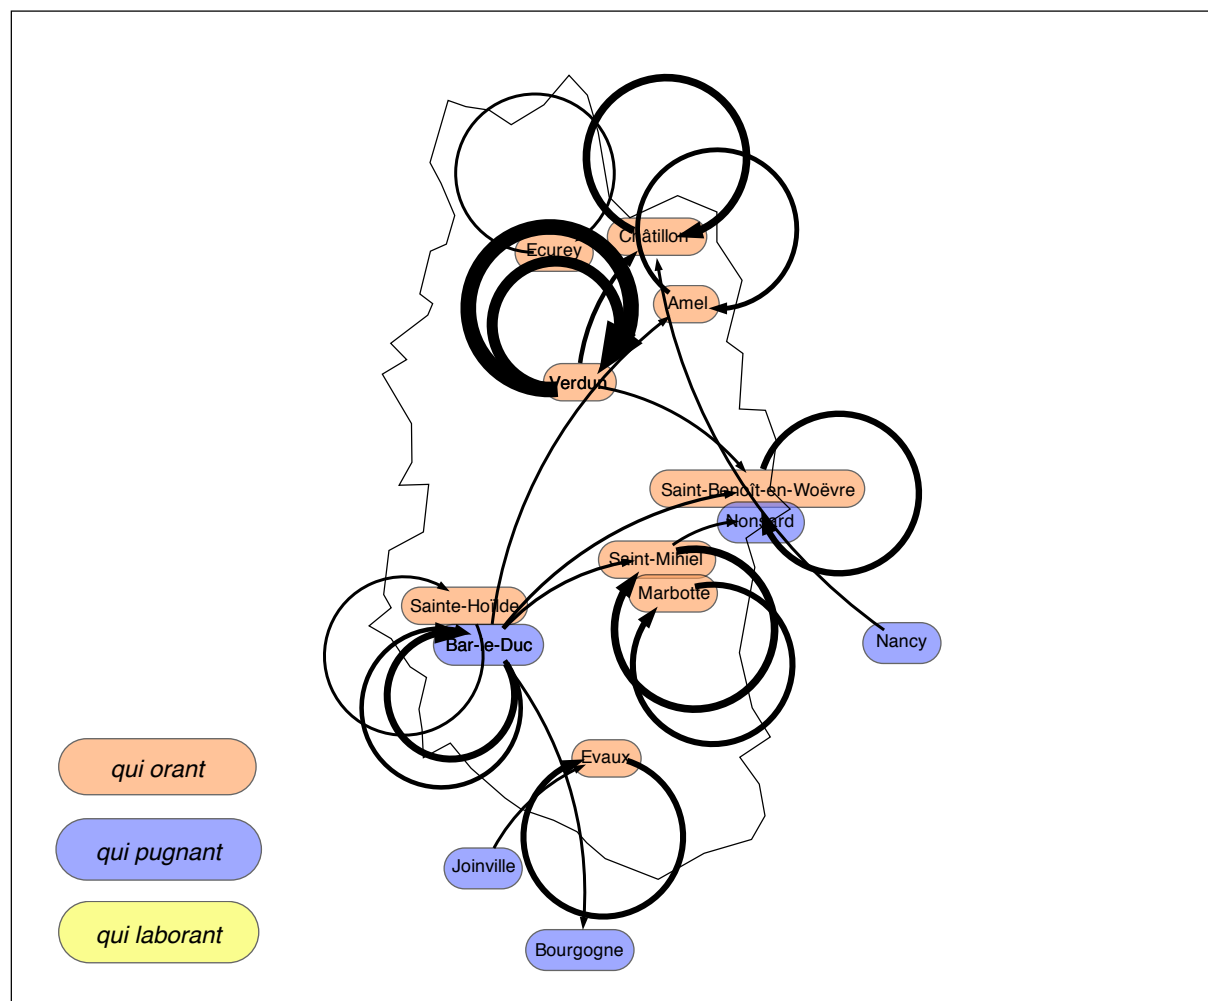 Châtillon
Ecurey
Amel
Verdun
Saint-Benoît-en-Woëvre
Nonsard
Saint-Mihiel
Marbotte
Sainte-Hoïlde
Bar-le-Duc
Nancy
Evaux
qui orant
qui pugnant
Joinville
qui laborant
Bourgogne